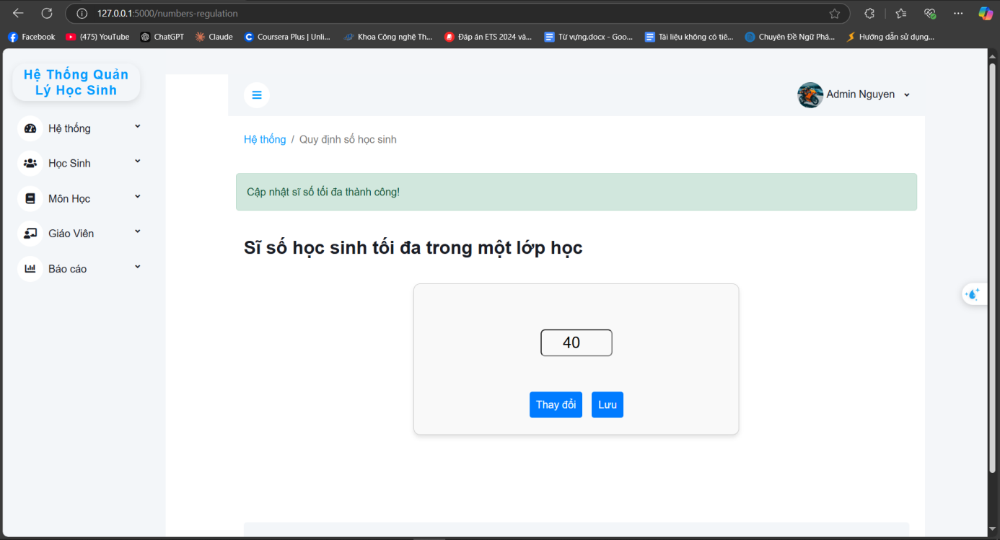 127.0.0.1:5000/numbers-regulation
Facebook
(475) YouTube
ChatGPT
Claude
Coursera Plus | Unli...
Khoa Công nghệ Th...
Đáp án ETS 2024 và...
Từ vựng.docx - Goo...
Tài liệu không có tiê...
Chuyên Đề Ngữ Phá...
Hướng dẫn sử dụng...
Hệ Thống Quản
Lý Học Sinh
Hệ thống
Học Sinh
Môn Học
Giáo Viên
Báo cáo
Admin Nguyen
Hệ thống / Quy định số học sinh
Cập nhật sĩ số tối đa thành công!
Sĩ số học sinh tối đa trong một lớp học
40
Thay đổi
Lưu